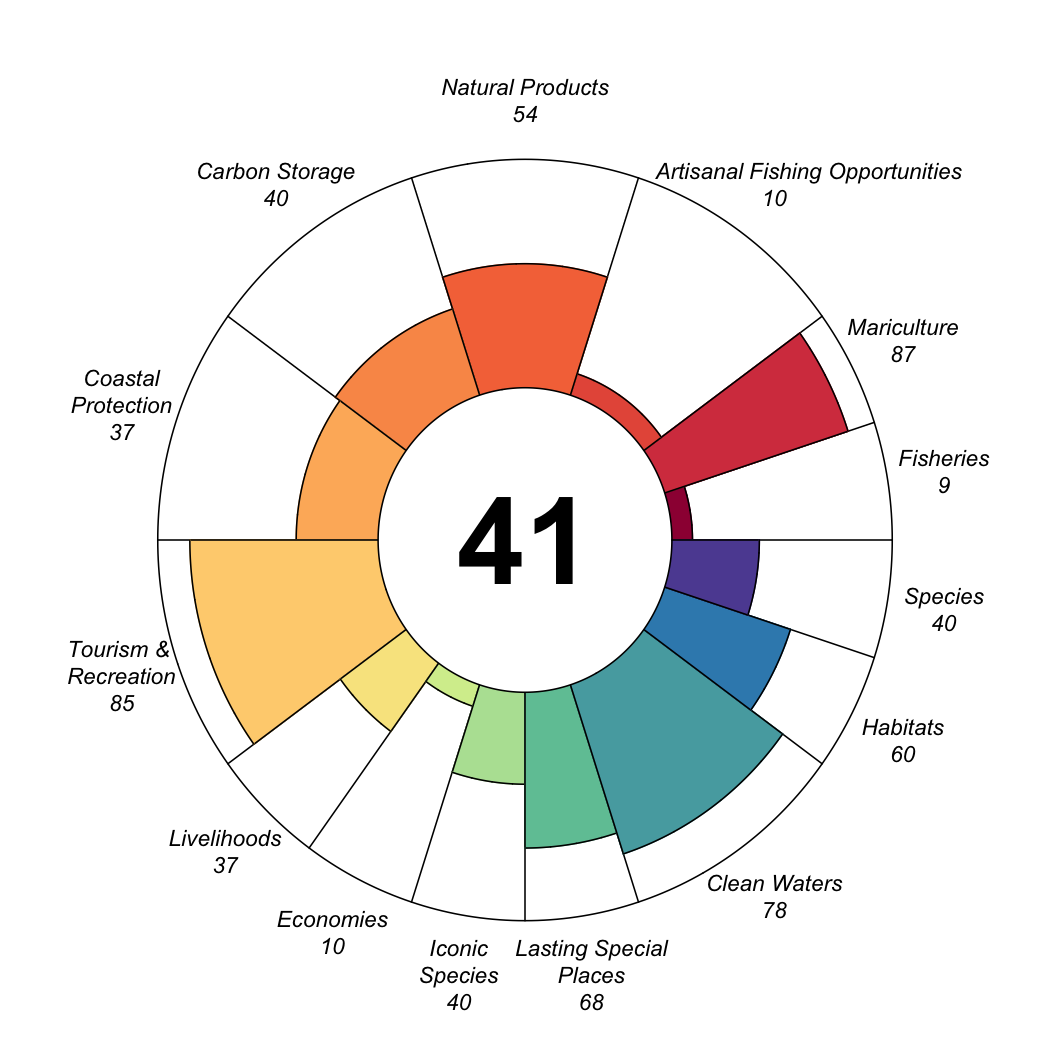 Natural Products
54
Carbon Storage
40
Artisanal Fishing Opportunities
10
Mariculture
87
Coastal
Protection
37
Fisheries
9
41
Species
40
Tourism &
Recreation
85
Habitats
60
Livelihoods
37
Clean Waters
78
Economies
10
Iconic
Species
40
Lasting Special
Places
68